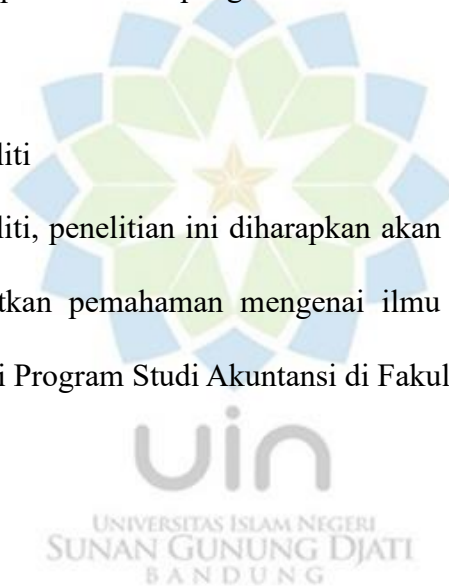 liti
liti, penelitian ini diharapkan akan
tkan pemahaman mengenai ilmu
i Program Studi Akuntansi di Fakul
uin
UNIVERSITAS ISLAM NEGERI
SUNAN GUNUNG DJATI
BANDUNG